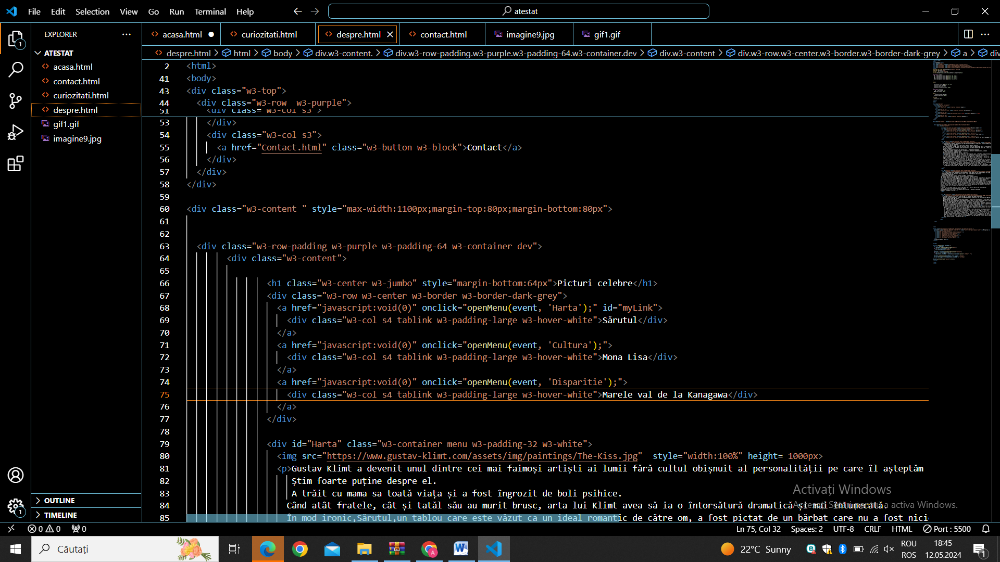 File Edit Selection View Go Run Terminal Help
atestat
EXPLORER
ATESTAT
acasa.html
contact.html
curiozitati.html
despre.html
gif1.gif
imagine9.jpg
OUTLINE
TIMELINE
acasa.html curiozitati.html despre.html contact.html imagine9.jpg gif1.gif
despre.html > html > body > div.w3-content. > div.w3-row-padding.w3-purple.w3-padding-64.w3-container.dev > div.w3-content > div.w3-row.w3-center.w3-border.w3-border-dark-grey > a > div
2 <html>
41 <body>
43 <div class="w3-top">
44 <div class="w3-row  w3-purple">
51 <div class="w3-col s3">
53 </div>
54 <div class="w3-col s3">
55 <a href="Contact.html" class="w3-button w3-block">Contact</a>
56 </div>
57 </div>
58 </div>
59
60 <div class="w3-content " style="max-width:1100px;margin-top:80px;margin-bottom:80px">
61
62
63 <div class="w3-row-padding w3-purple w3-padding-64 w3-container dev">
64 <div class="w3-content">
65
66 <h1 class="w3-center w3-jumbo" style="margin-bottom:64px">Picturi celebre</h1>
67 <div class="w3-row w3-center w3-border w3-border-dark-grey">
68 <a href="javascript:void(0)" onclick="openMenu(event, 'Harta');" id="myLink">
69 <div class="w3-col s4 tablink w3-padding-large w3-hover-white">Sărutul</div>
70 </a>
71 <a href="javascript:void(0)" onclick="openMenu(event, 'Cultura');">
72 <div class="w3-col s4 tablink w3-padding-large w3-hover-white">Mona Lisa</div>
73 </a>
74 <a href="javascript:void(0)" onclick="openMenu(event, 'Disparitie');">
75 <div class="w3-col s4 tablink w3-padding-large w3-hover-white">Marele val de la Kanagawa</div>
76 </a>
77 </div>
78
79 <div id="Harta" class="w3-container menu w3-padding-32 w3-white">
80 <img src="https://www.gustav-klimt.com/assets/img/paintings/The-Kiss.jpg"  style="width:100%" height= 1000px>
81 <p>Gustav Klimt a devenit unul dintre cei mai faimoși artiști ai lumii fără cultul obișnuit al personalității pe care îl așteptăm
82 Știm foarte puține despre el.
83 A trăit cu mama sa toată viața și a fost îngrozit de boli psihice.
84 Când atât fratele, cât și tatăl său au murit brusc, arta lui Klimt avea să ia o întorsătură dramatică și mai întunecată.
85 În mod ironic,Sărutul,un tablou care este văzut ca un ideal romantic de către om, a fost pictat de un bărbat care nu a fost nici
Activați Windows
Accesați Setări pentru a activa Windows.
0 0 0
Ln 75, Col 32 Spaces: 2 UTF-8 CRLF HTML Port : 5500
Căutați
22°C Sunny
ROU
ROS
18:45
12.05.2024
1